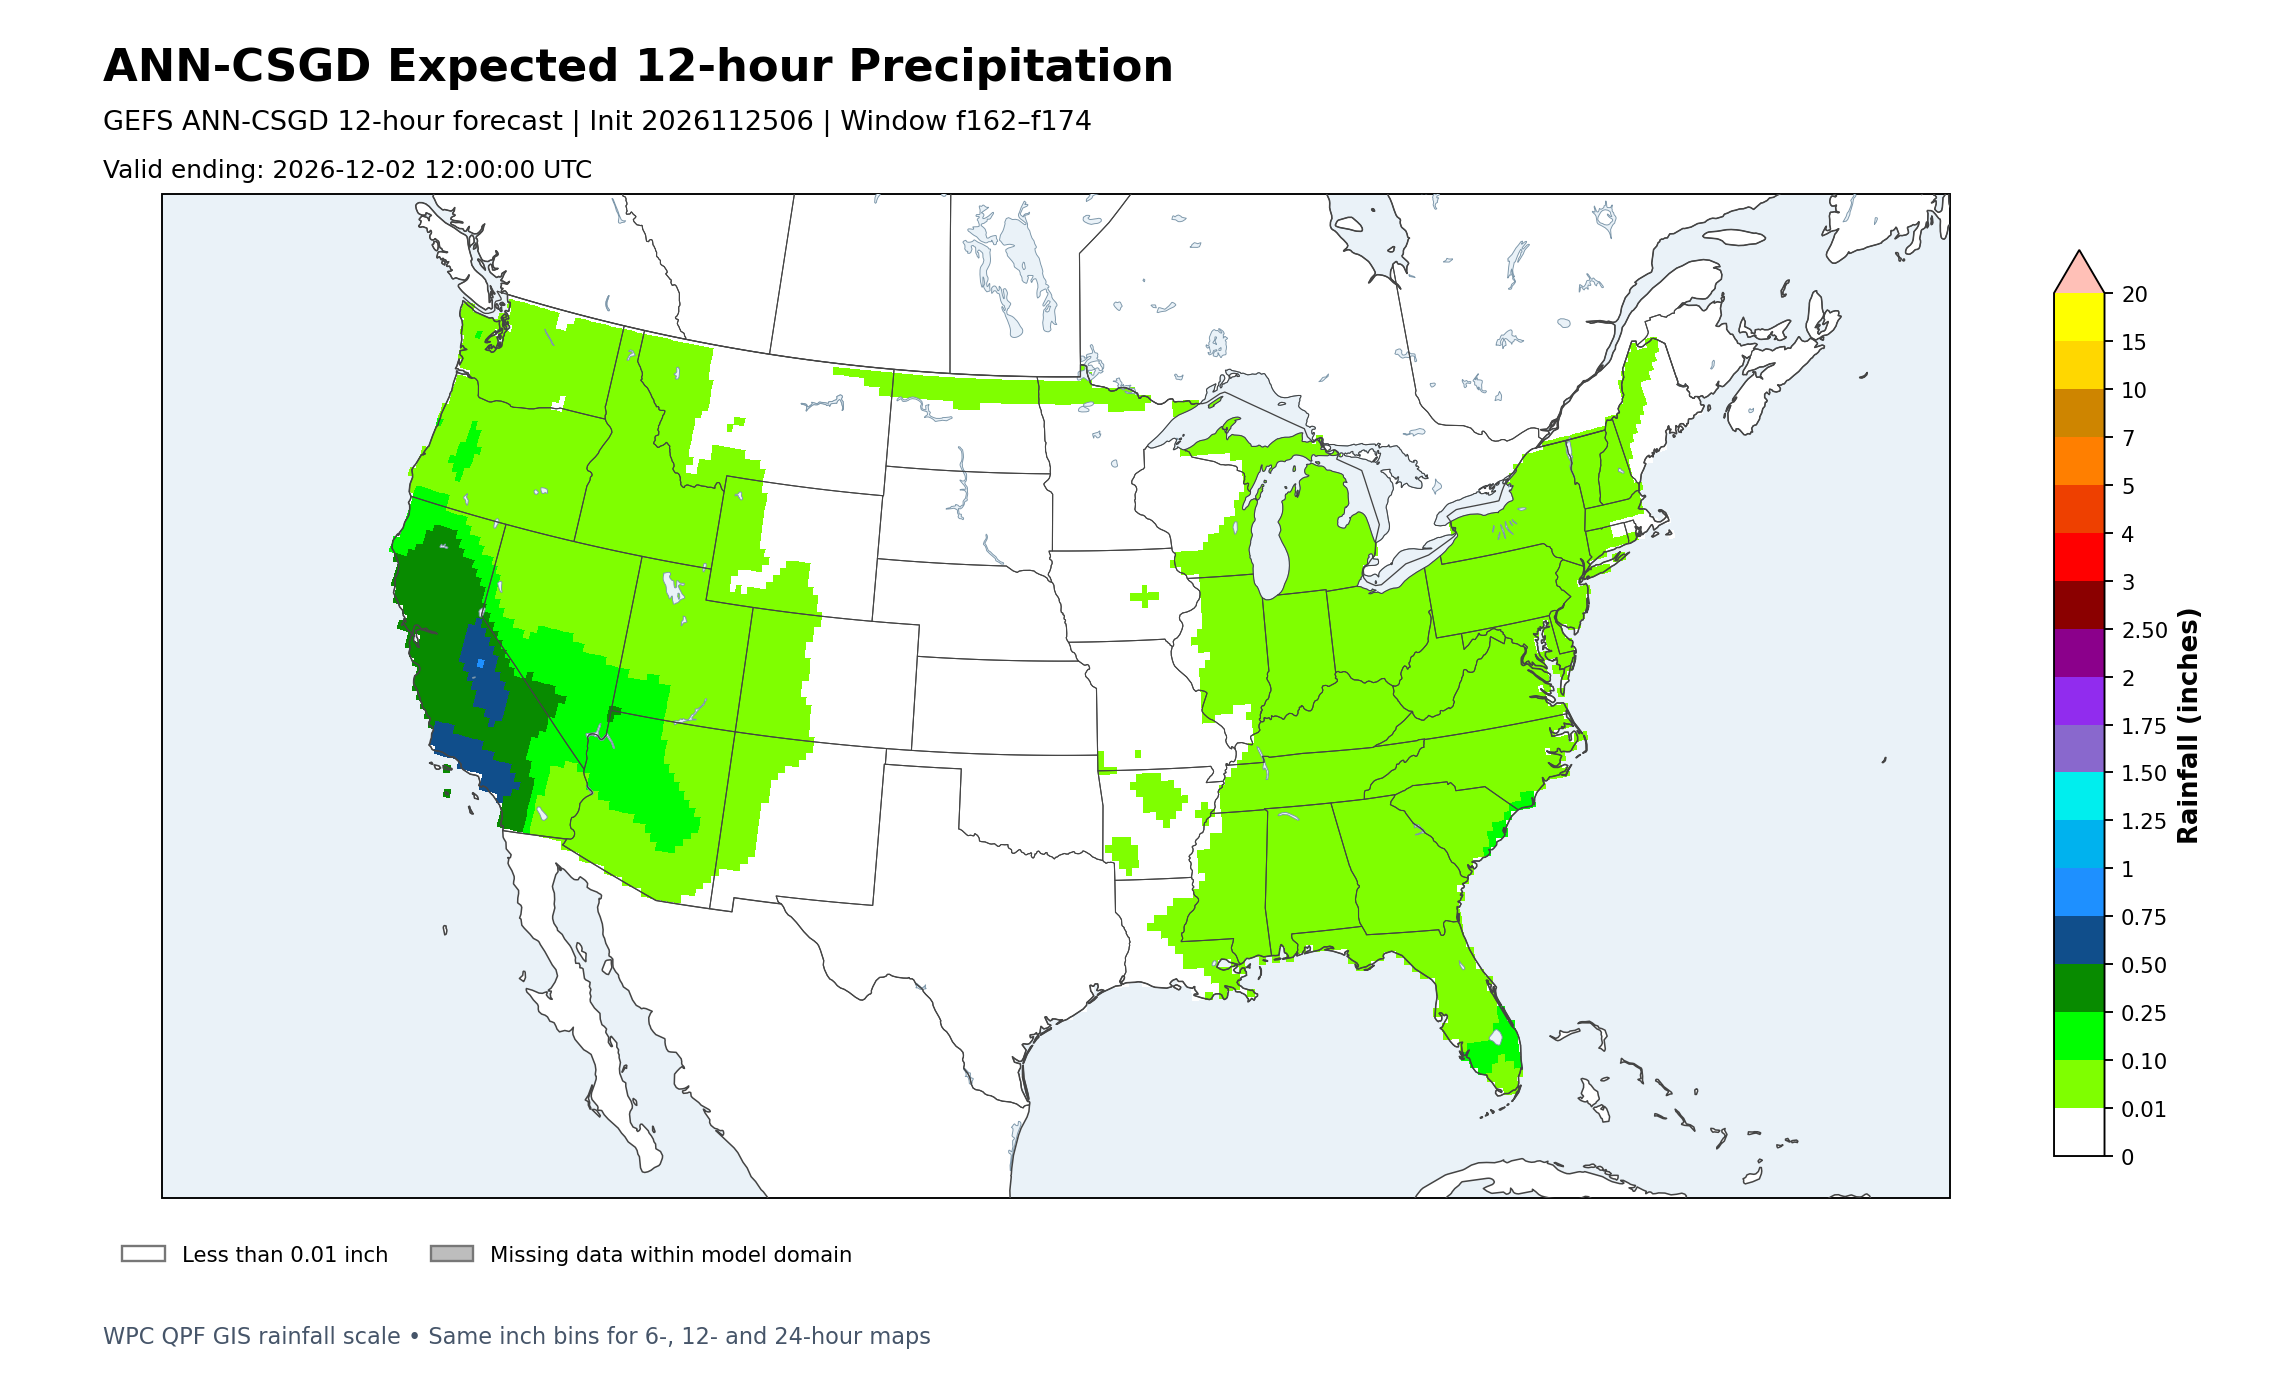 ANN-CSGD Expected 12-hour Precipitation
GEFS ANN-CSGD 12-hour forecast | Init 2026112506 | Window f162–f174
Valid ending: 2026-12-02 12:00:00 UTC
20
15
10
7
5
4
3
2.50
2
1.75
1.50
1.25
1
0.75
0.50
0.25
0.10
0.01
0
Rainfall (inches)
Less than 0.01 inch
Missing data within model domain
WPC QPF GIS rainfall scale • Same inch bins for 6-, 12- and 24-hour maps